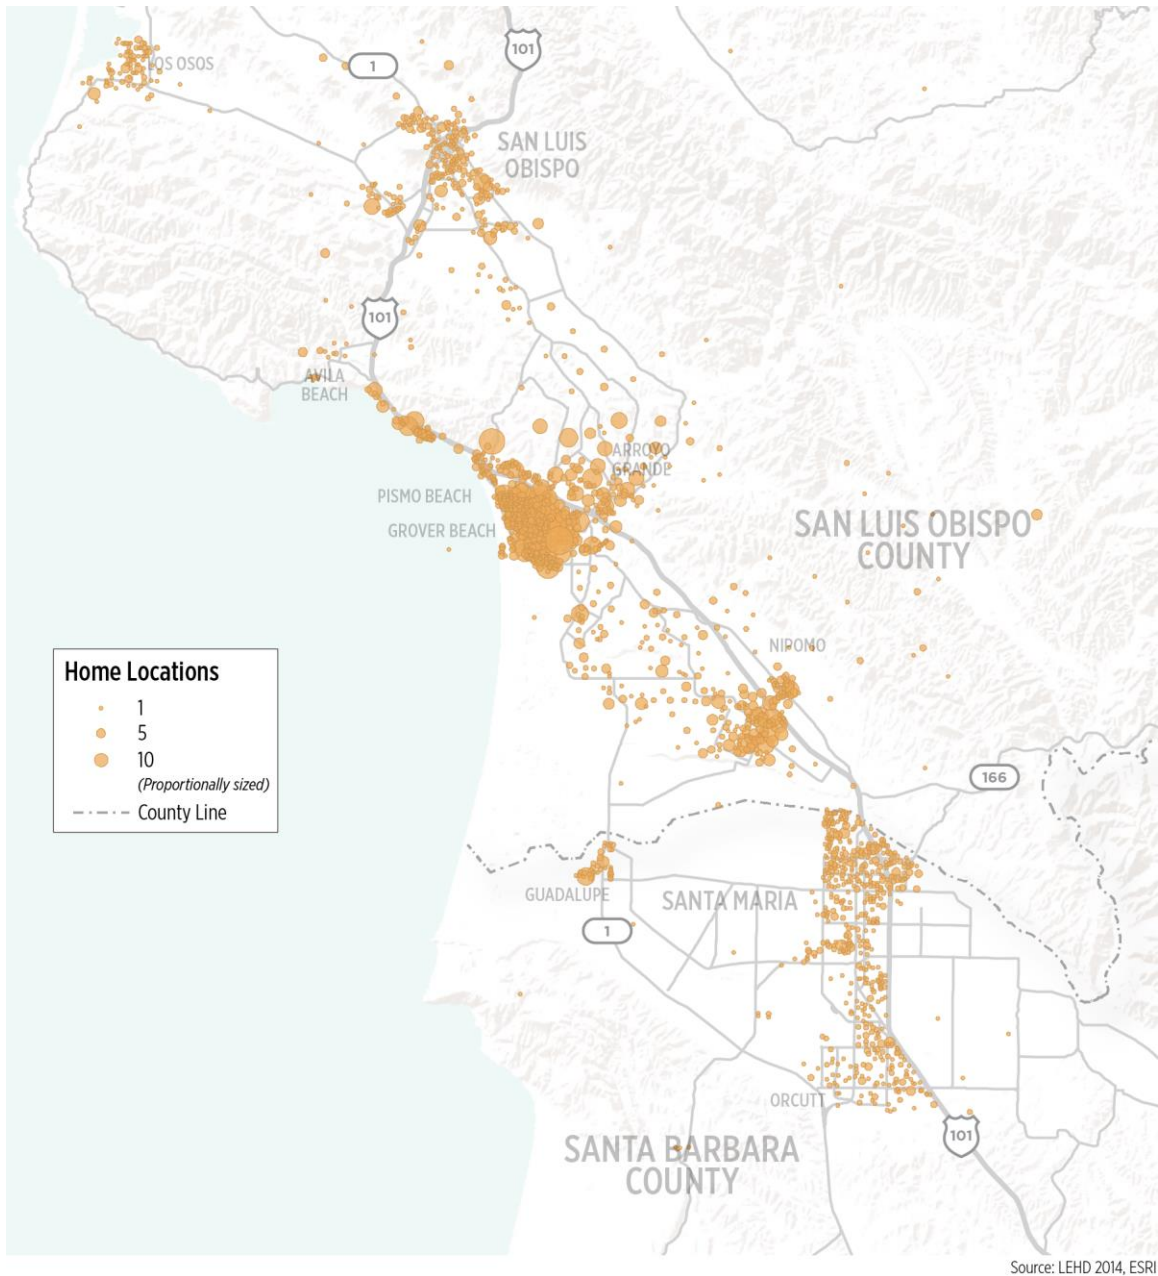 101
1
LOS OSOS
SAN LUIS
OBISPO
101
AVILA
BEACH
ARROYO
GRANDE
PISMO BEACH
GROVER BEACH
SAN LUIS OBISPO
COUNTY
NIPOMO
Home Locations
1
5
10
(Proportionally sized)
County Line
166
GUADALUPE
SANTA MARIA
1
ORCUTT
101
SANTA BARBARA
COUNTY
Source: LEHD 2014, ESRI